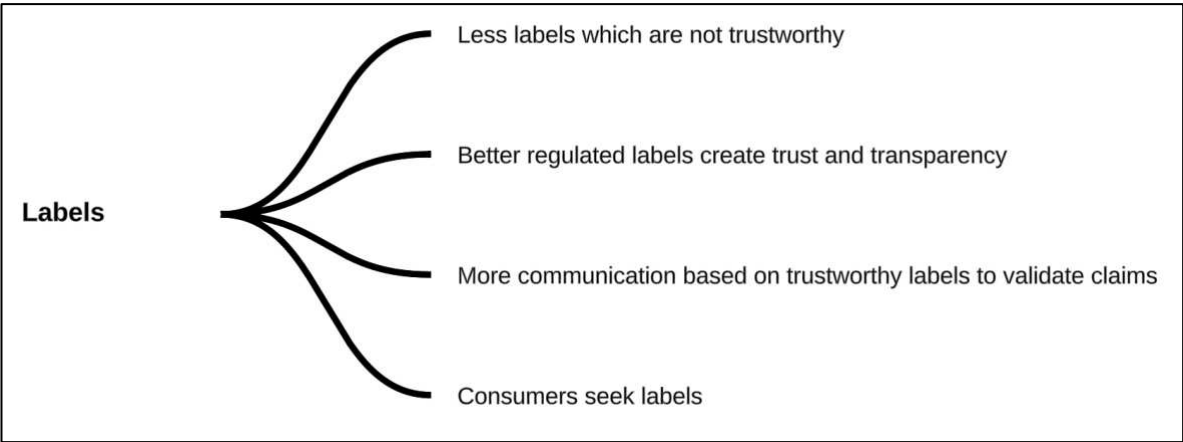 Less labels which are not trustworthy
Better regulated labels create trust and transparency
Labels
More communication based on trustworthy labels to validate claims
Consumers seek labels